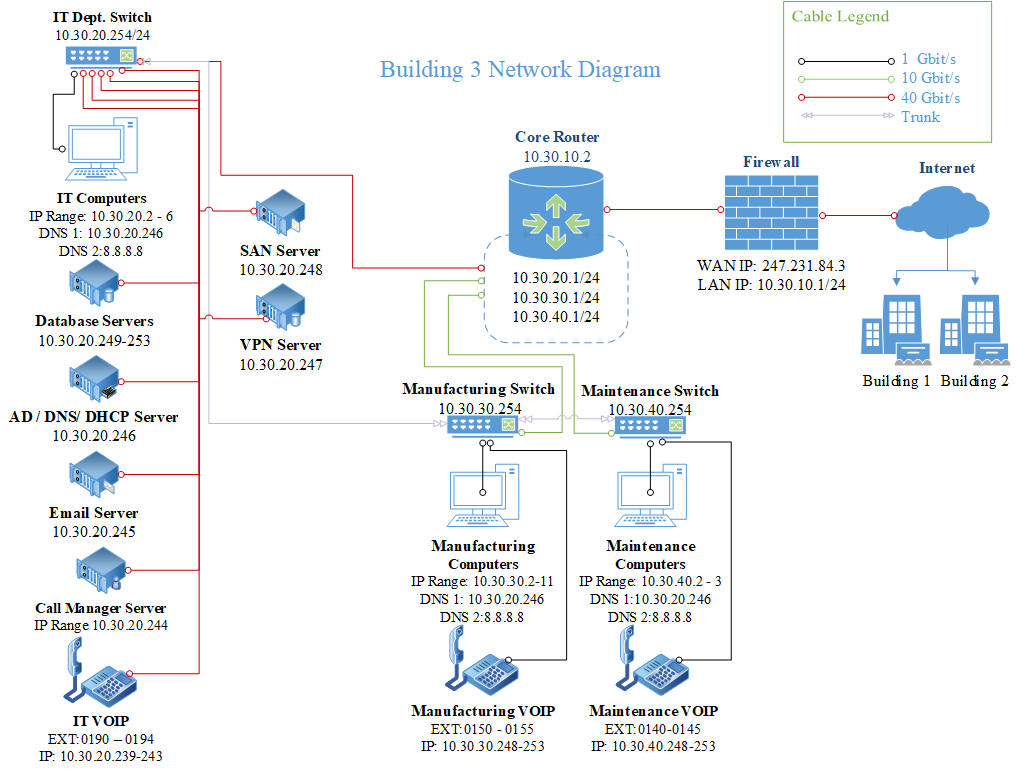 IT Dept. Switch
10.30.20.254/24
Cable Legend
1 Gbit/s
10 Gbit/s
40 Gbit/s
Trunk
Building 3 Network Diagram
Core Router
10.30.10.2
Firewall
Internet
IT Computers
IP Range: 10.30.20.2 - 6
DNS 1: 10.30.20.246
DNS 2:8.8.8.8
SAN Server
10.30.20.248
10.30.20.1/24
10.30.30.1/24
10.30.40.1/24
WAN IP: 247.231.84.3
LAN IP: 10.30.10.1/24
Database Servers
10.30.20.249-253
VPN Server
10.30.20.247
Building 1
Building 2
Manufacturing Switch
10.30.30.254
Maintenance Switch
10.30.40.254
AD / DNS/ DHCP Server
10.30.20.246
Email Server
10.30.20.245
Manufacturing
Computers
IP Range: 10.30.30.2-11
DNS 1: 10.30.20.246
DNS 2:8.8.8.8
Maintenance
Computers
IP Range: 10.30.40.2 - 3
DNS 1:10.30.20.246
DNS 2:8.8.8.8
Call Manager Server
IP Range 10.30.20.244
IT VOIP
EXT:0190 – 0194
IP: 10.30.20.239-243
Manufacturing VOIP
EXT:0150 - 0155
IP: 10.30.30.248-253
Maintenance VOIP
EXT:0140-0145
IP: 10.30.40.248-253